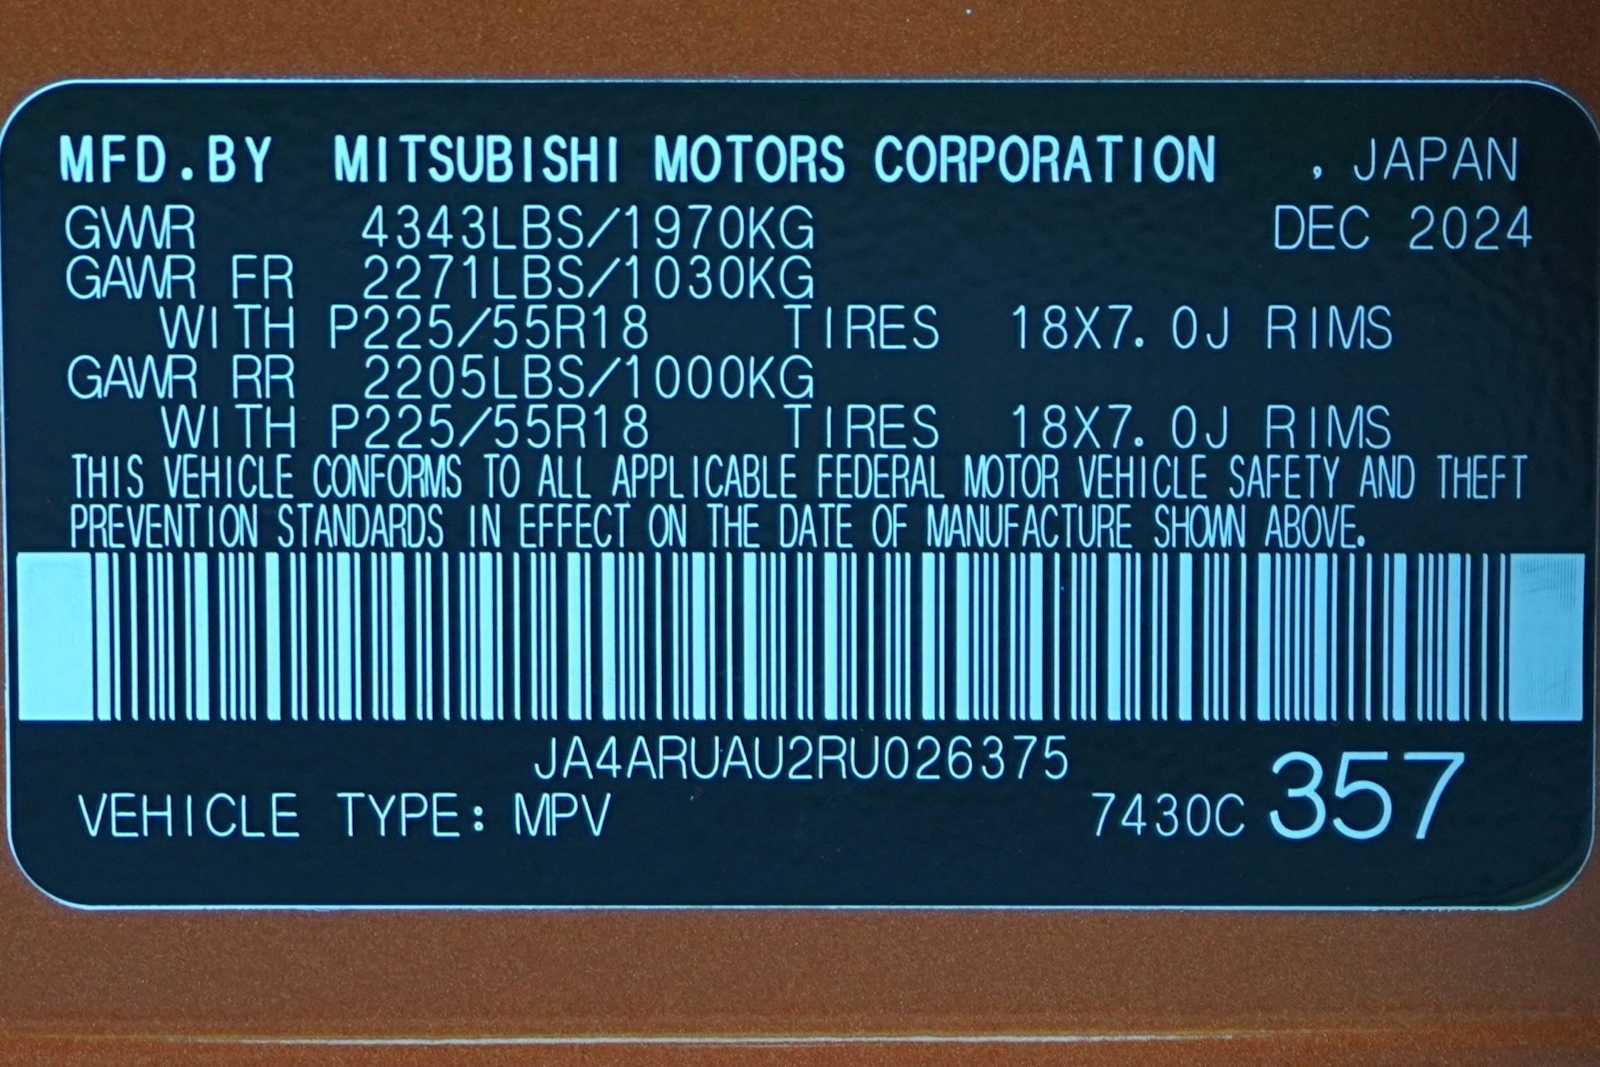 MFD.BY MITSUBISHI MOTORS CORPORATION , JAPAN
GVWR 4343LBS/1970KG DEC 2024
GAWR FR 2271LBS/1030KG
WITH P225/55R18 TIRES 18X7.0J RIMS
GAWR RR 2205LBS/1000KG
WITH P225/55R18 TIRES 18X7.0J RIMS
THIS VEHICLE CONFORMS TO ALL APPLICABLE FEDERAL MOTOR VEHICLE SAFETY AND THEFT
PREVENTION STANDARDS IN EFFECT ON THE DATE OF MANUFACTURE SHOWN ABOVE.
JA4ARUAU2RU026375
VEHICLE TYPE: MPV 7430C 357